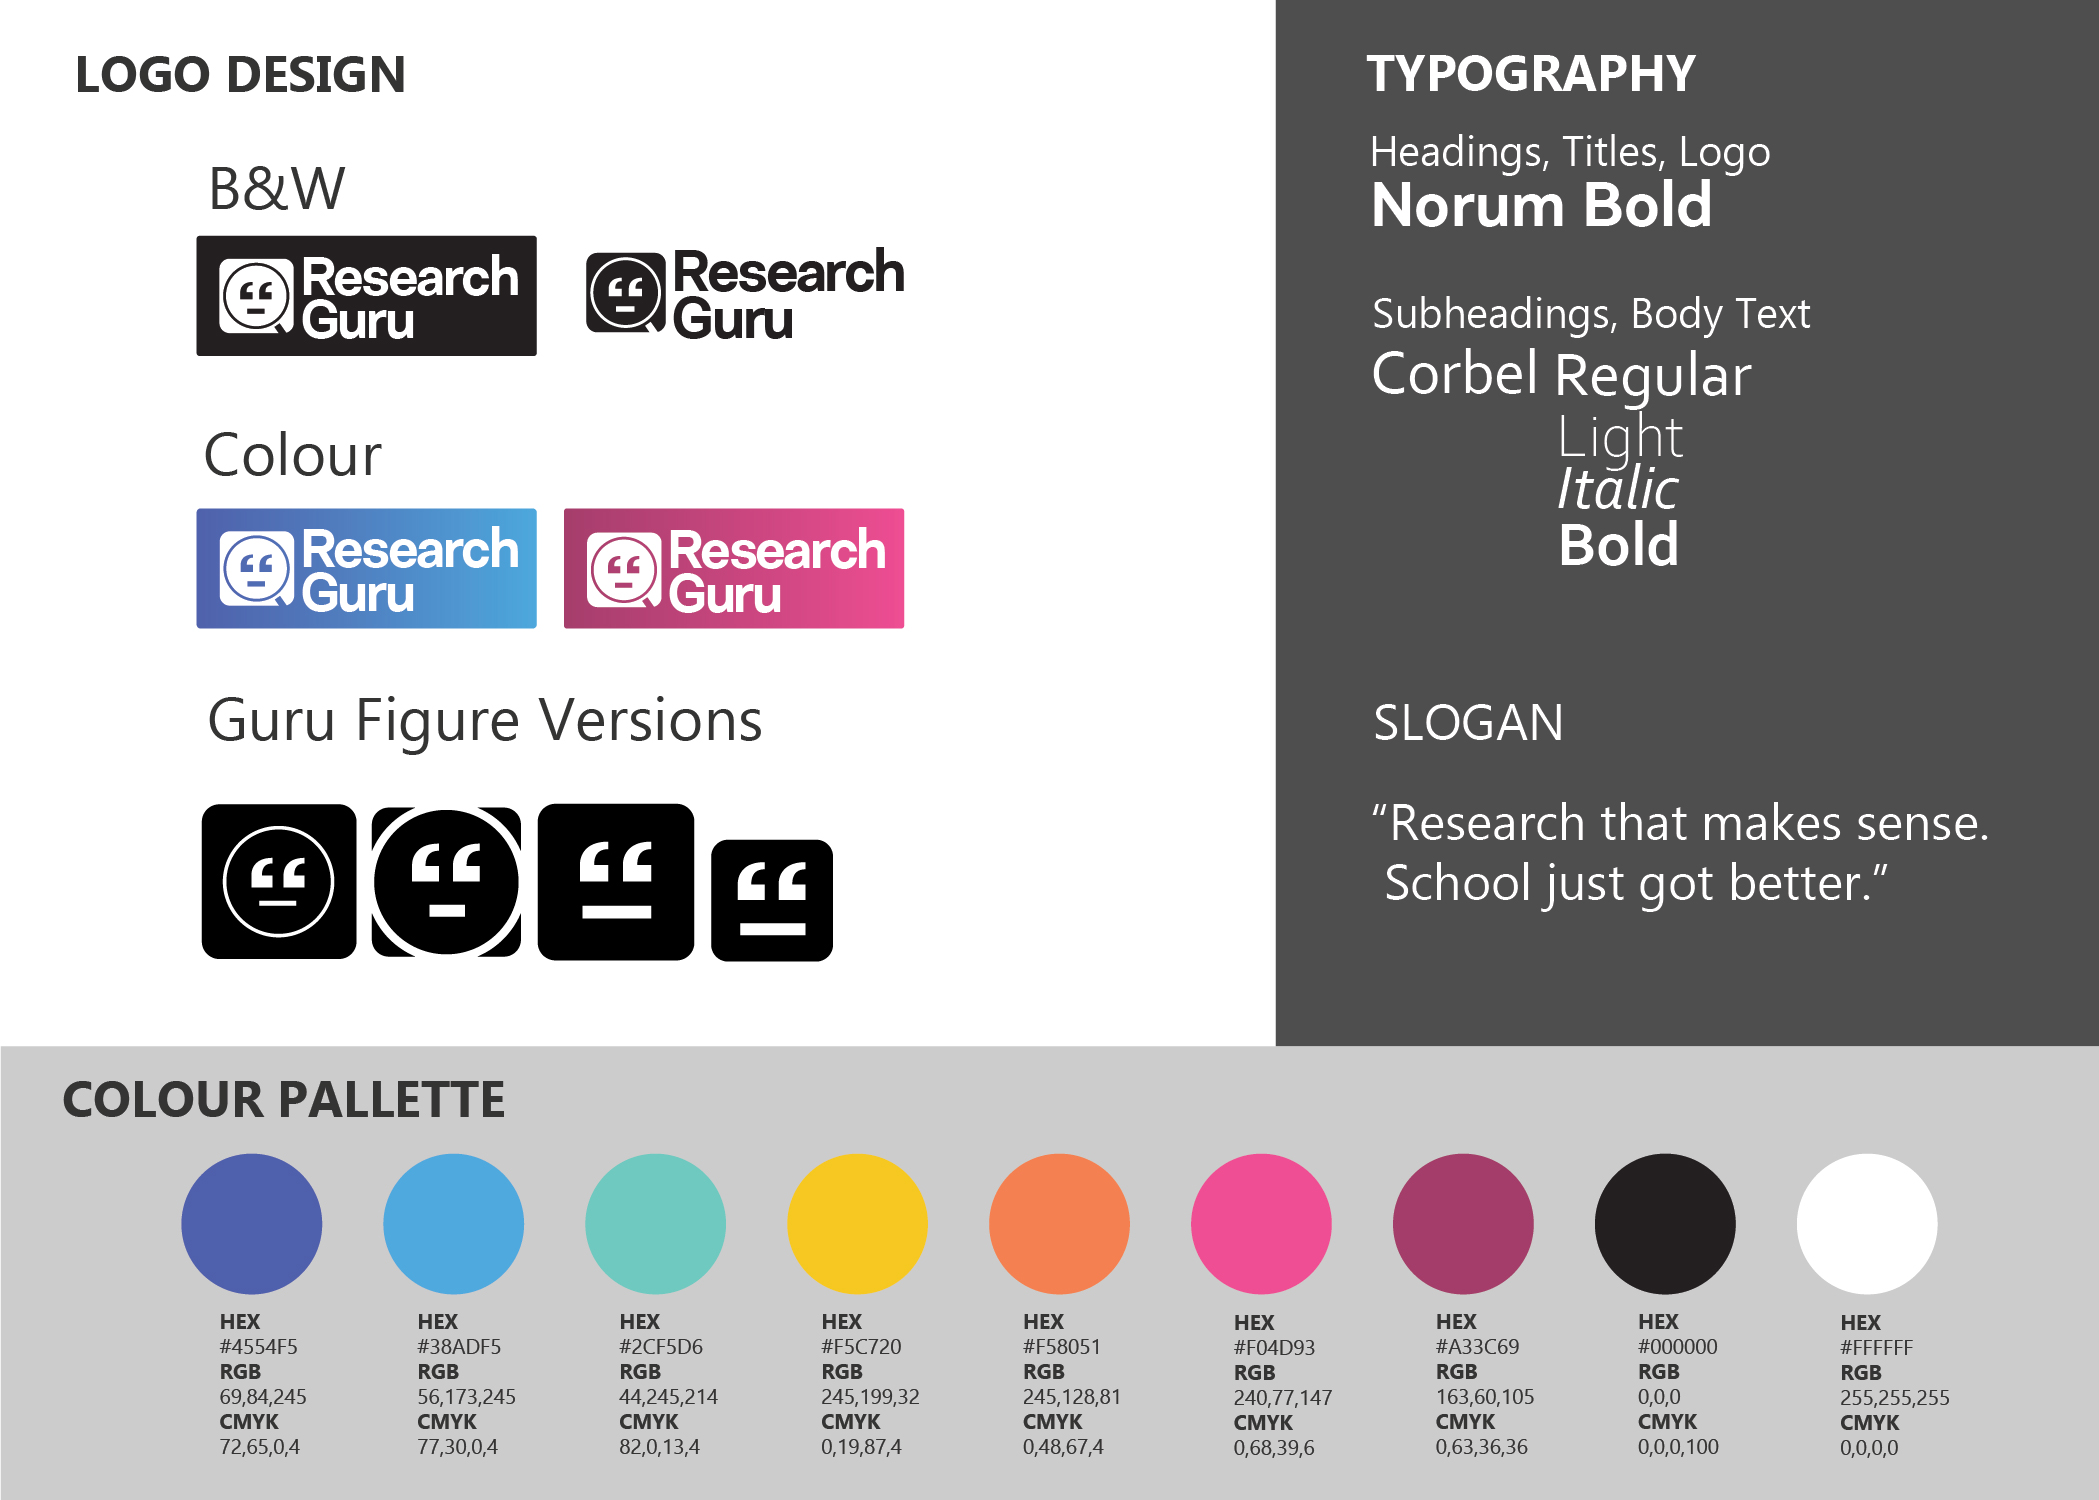 LOGO DESIGN
B&W
Research
Guru
Research
Guru
Colour
Research
Guru
Research
Guru
Guru Figure Versions
TYPOGRAPHY
Headings, Titles, Logo
Norum Bold
Subheadings, Body Text
Corbel Regular
Light
Italic
Bold
SLOGAN
“Research that makes sense.
School just got better.”
COLOUR PALLETTE
HEX
#4554F5
RGB
69,84,245
CMYK
72,65,0,4
HEX
#38ADF5
RGB
56,173,245
CMYK
77,30,0,4
HEX
#2CF5D6
RGB
44,245,214
CMYK
82,0,13,4
HEX
#F5C720
RGB
245,199,32
CMYK
0,19,87,4
HEX
#F58051
RGB
245,128,81
CMYK
0,48,67,4
HEX
#F04D93
RGB
240,77,147
CMYK
0,68,39,6
HEX
#A33C69
RGB
163,60,105
CMYK
0,63,36,36
HEX
#000000
RGB
0,0,0
CMYK
0,0,0,100
HEX
#FFFFFF
RGB
255,255,255
CMYK
0,0,0,0